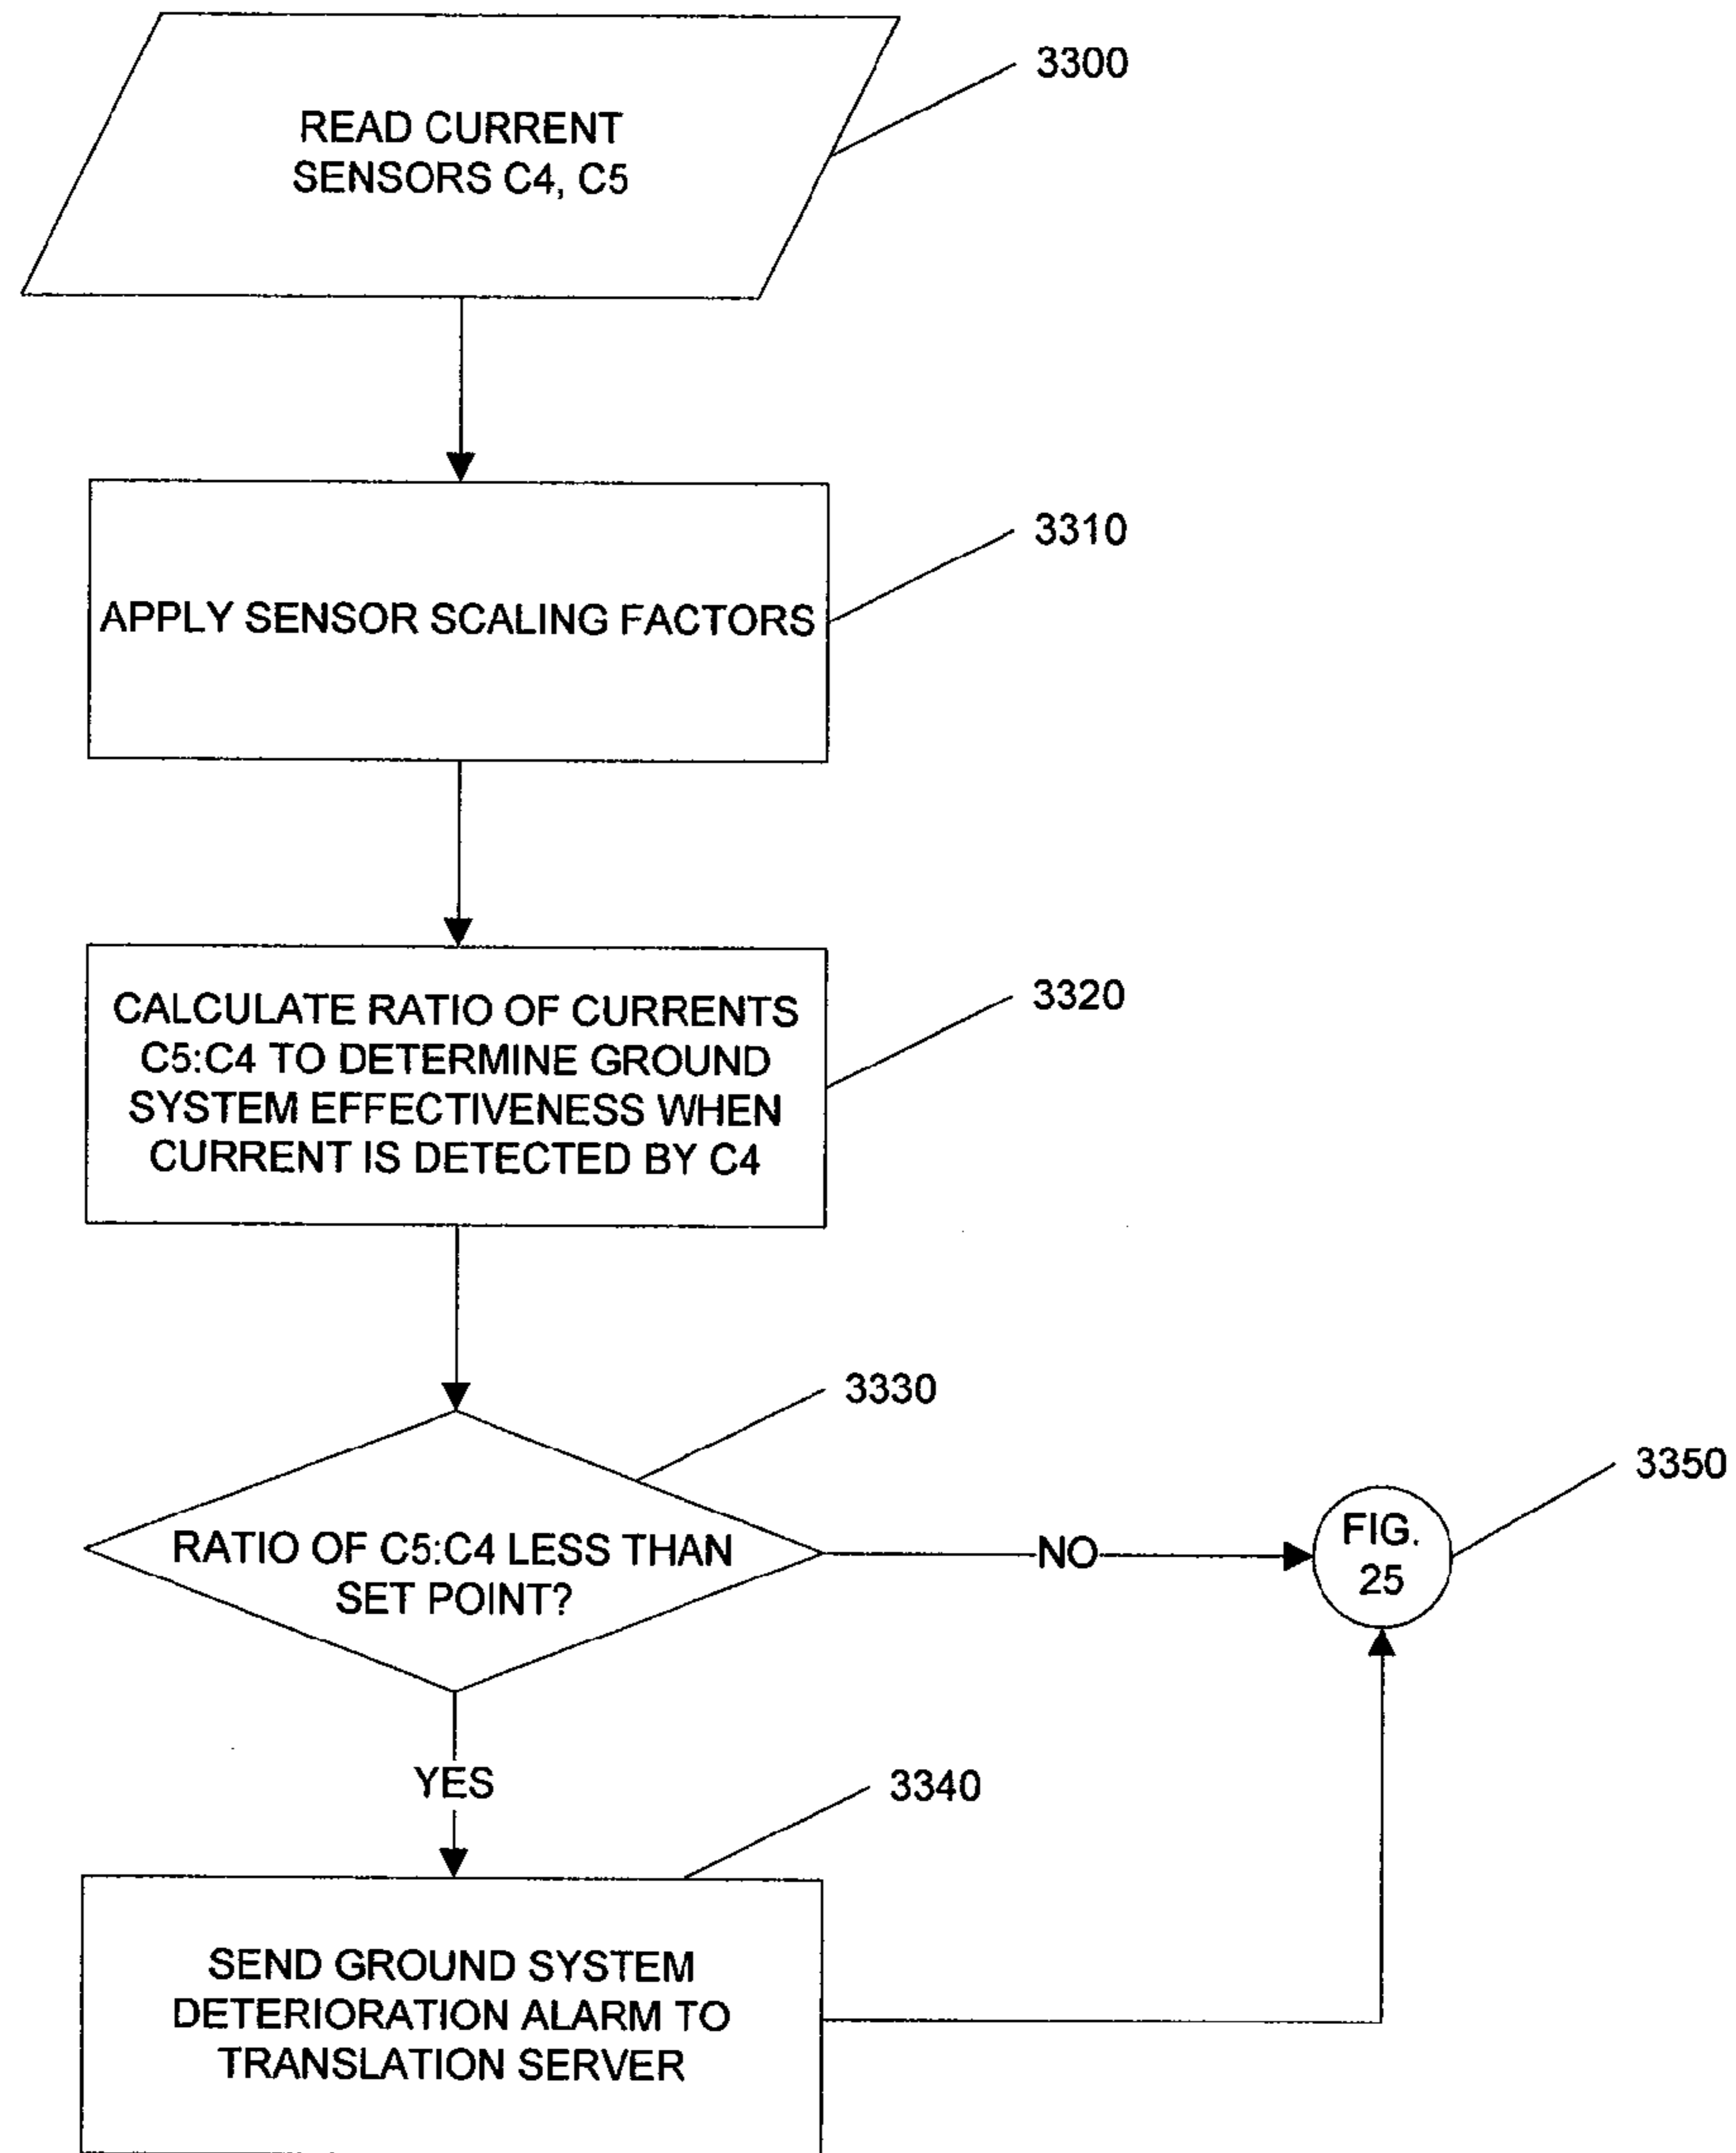 READ CURRENT
SENSORS C4, C5
3300
APPLY SENSOR SCALING FACTORS
3310
CALCULATE RATIO OF CURRENTS
C5:C4 TO DETERMINE GROUND
SYSTEM EFFECTIVENESS WHEN
CURRENT IS DETECTED BY C4
3320
RATIO OF C5:C4 LESS THAN
SET POINT?
3330
NO
FIG.
25
3350
YES
SEND GROUND SYSTEM
DETERIORATION ALARM TO
TRANSLATION SERVER
3340